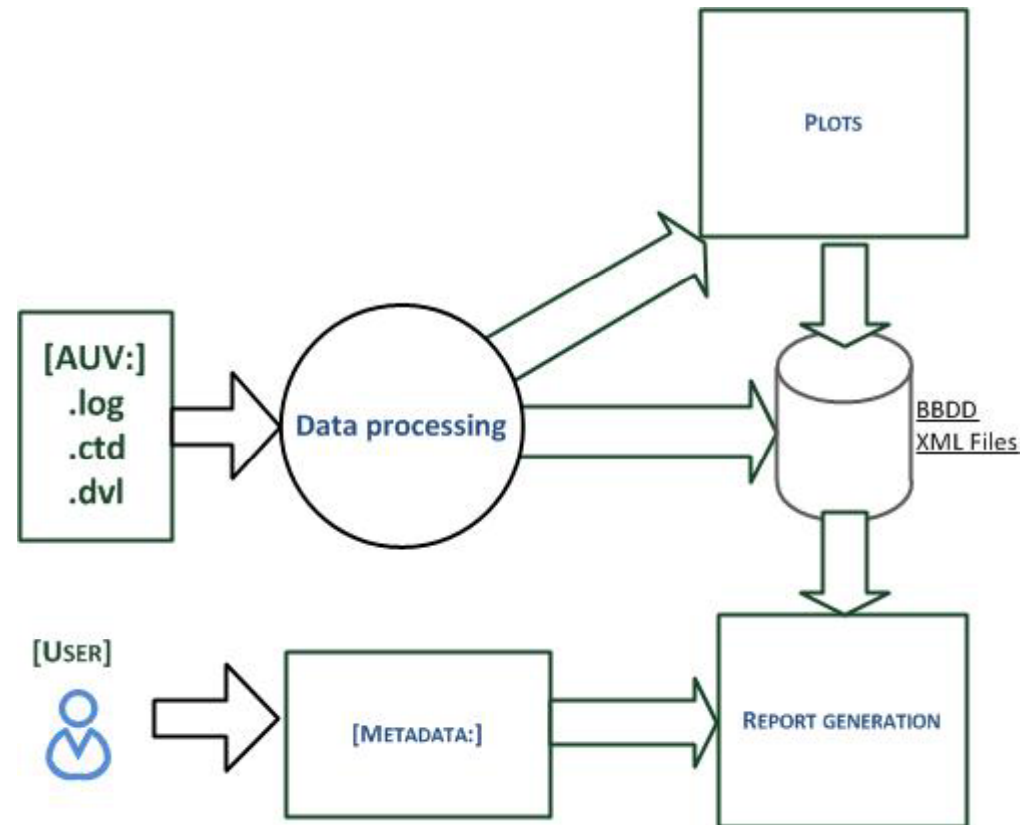 PLOTS
[AUV:]
.log
.ctd
.dvl
Data processing
BBDD
XML Files
[USER]
[METADATA:]
REPORT GENERATION